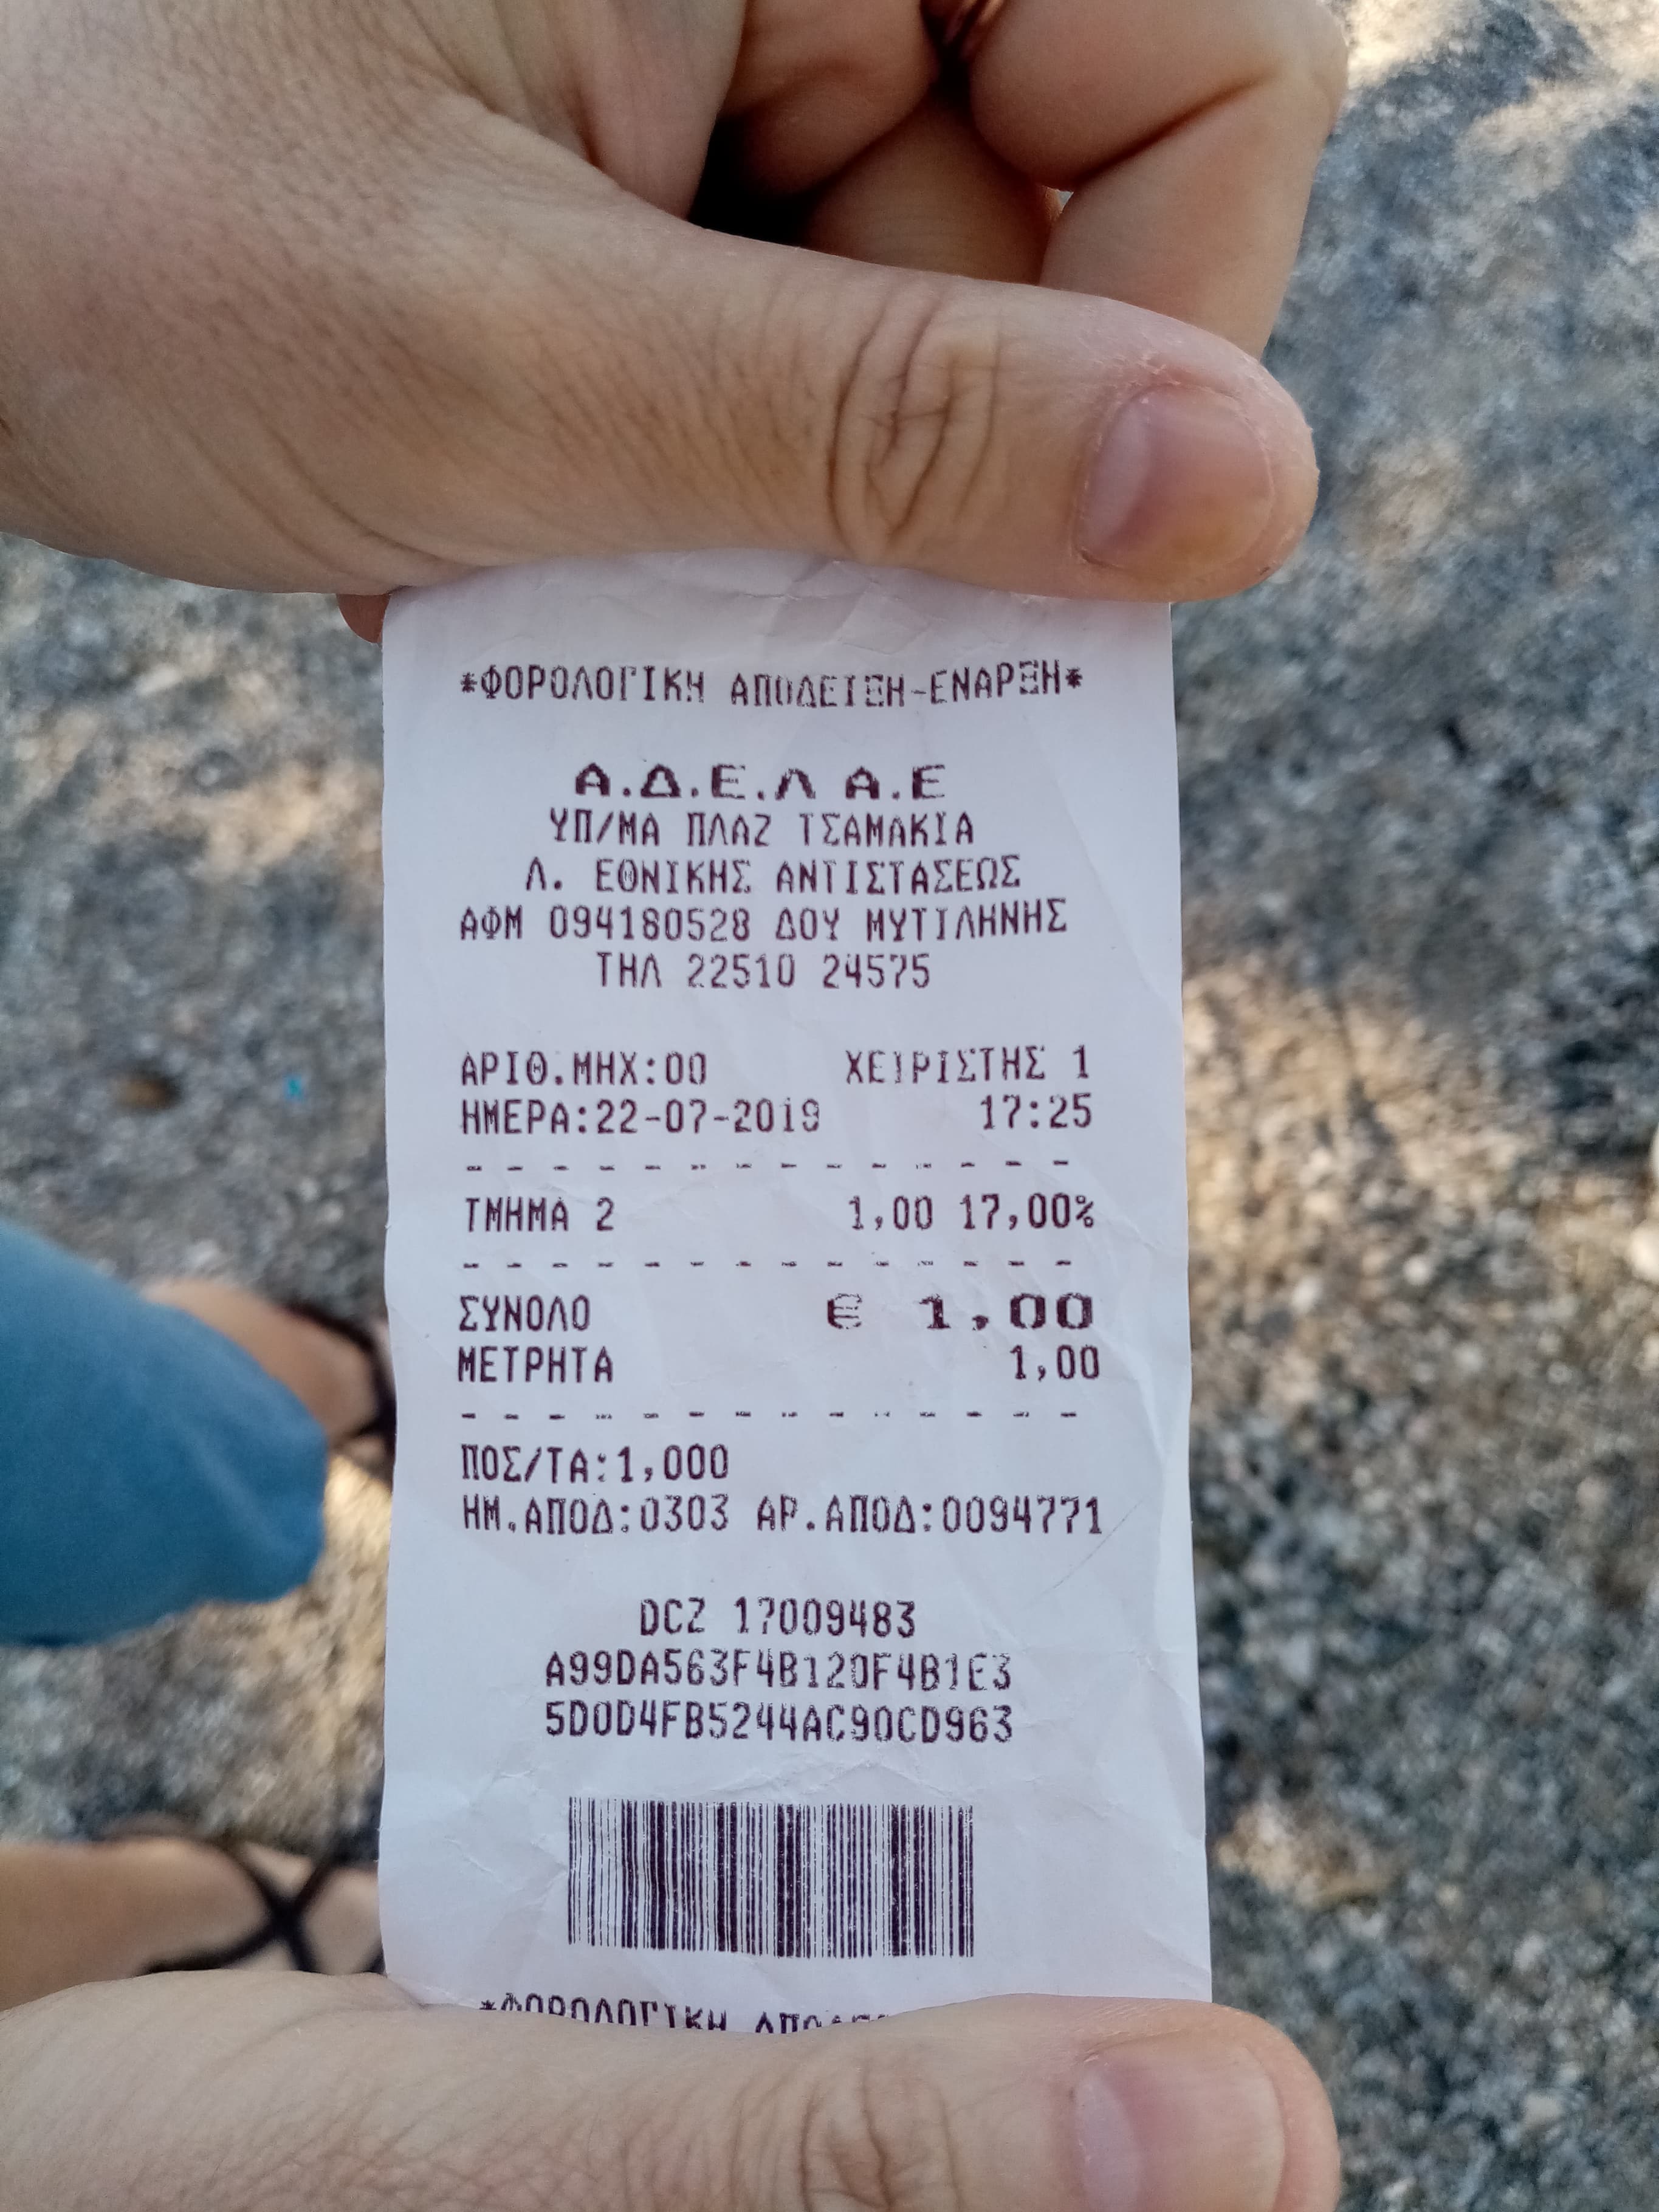 *ΦΟΡΟΛΟΓΙΚΗ ΑΠΟΔΕΙΞΗ-ΕΝΑΡΞΗ*
Α.Δ.Ε.Λ Α.Ε
ΥΠ/ΜΑ ΠΛΑΖ ΤΣΑΜΑΚΙΑ
Λ. ΕΘΝΙΚΗΣ ΑΝΤΙΣΤΑΣΕΩΣ
ΑΦΜ 094180528 ΔΟΥ ΜΥΤΙΛΗΝΗΣ
ΤΗΛ 22510 24575
ΑΡΙΘ.ΜΗΧ:00 ΧΕΙΡΙΣΤΗΣ 1
ΗΜΕΡΑ:22-07-2019 17:25
ΤΜΗΜΑ 2 1,00 17,00%
ΣΥΝΟΛΟ € 1,00
ΜΕΤΡΗΤΑ 1,00
ΠΟΣ/ΤΑ:1,000
ΗΜ.ΑΠΟΔ:0303 ΑΡ.ΑΠΟΔ:0094771
DCZ 17009483
A99DA563F4B120F4B1E3
5D0D4FB5244AC90CD963
*ΦΟΡΟΛΟΓΙΚΗ